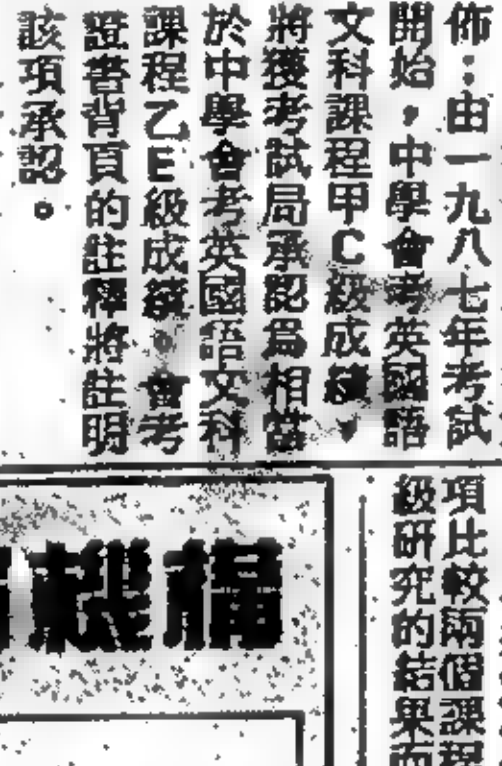 佈：由一九八七年考試
開始，中學會考英國語
文科課程甲C級成績，
將獲考試局承認爲相當
於中學會考英國語文科
課程乙E級成績。會考
證書背頁的註釋將註明
該項承認。
項比較兩個課程
級研究的結果而
機構